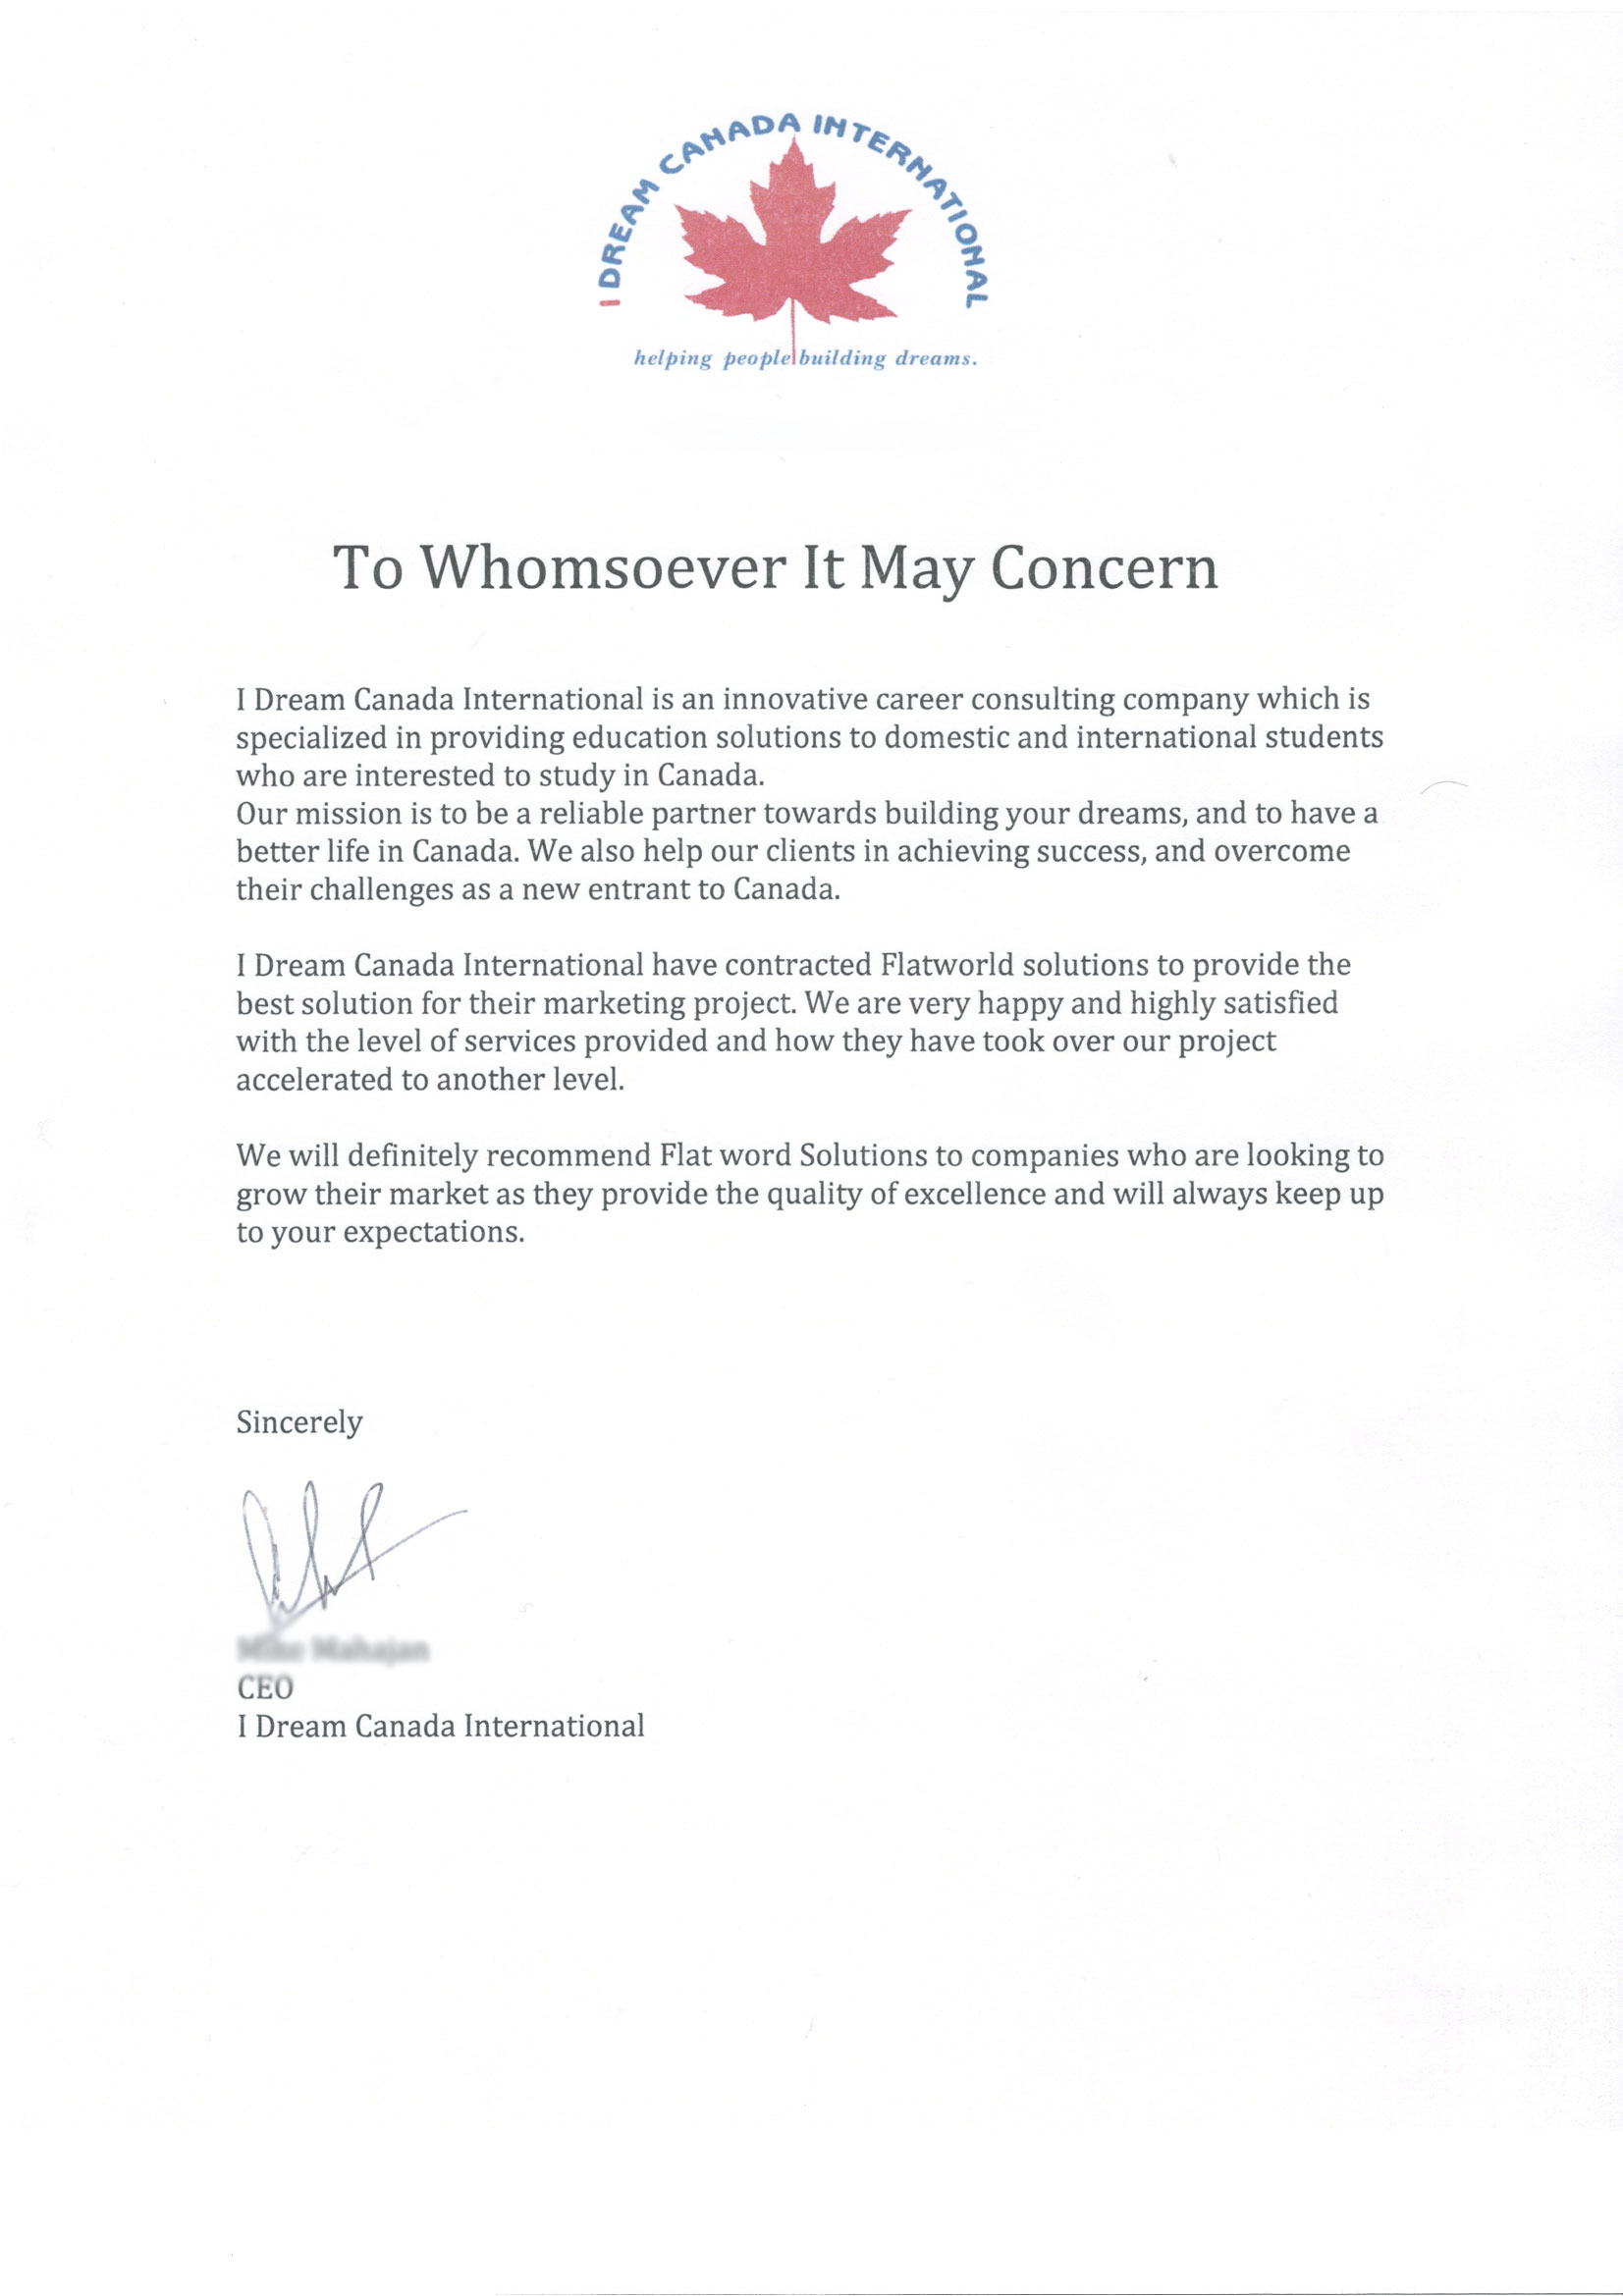 I DREAM CANADA INTERNATIONAL
helping people building dreams.
To Whomsoever It May Concern
I Dream Canada International is an innovative career consulting company which is
specialized in providing education solutions to domestic and international students
who are interested to study in Canada.
Our mission is to be a reliable partner towards building your dreams, and to have a
better life in Canada. We also help our clients in achieving success, and overcome
their challenges as a new entrant to Canada.
I Dream Canada International have contracted Flatworld solutions to provide the
best solution for their marketing project. We are very happy and highly satisfied
with the level of services provided and how they have took over our project
accelerated to another level.
We will definitely recommend Flat word Solutions to companies who are looking to
grow their market as they provide the quality of excellence and will always keep up
to your expectations.
Sincerely
CEO
I Dream Canada International